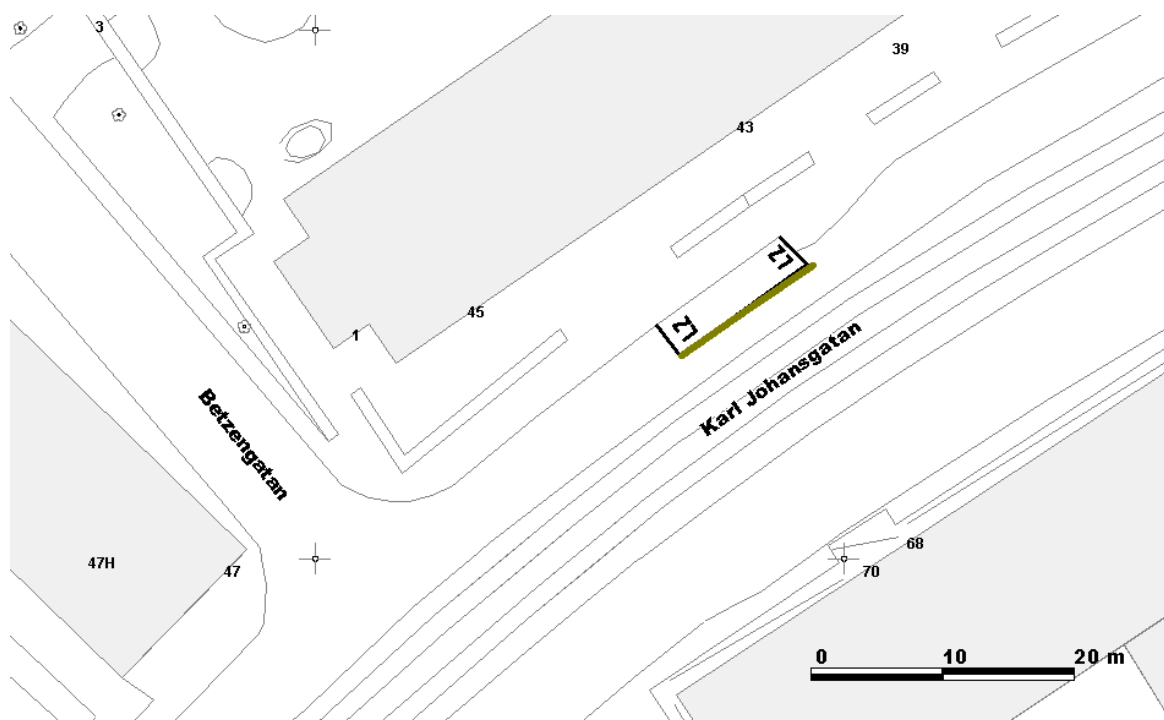 3
39
43
LZ
45
LZ
1
Karl Johansgatan
Betzengatan
68
47H
47
70
0 10 20 m